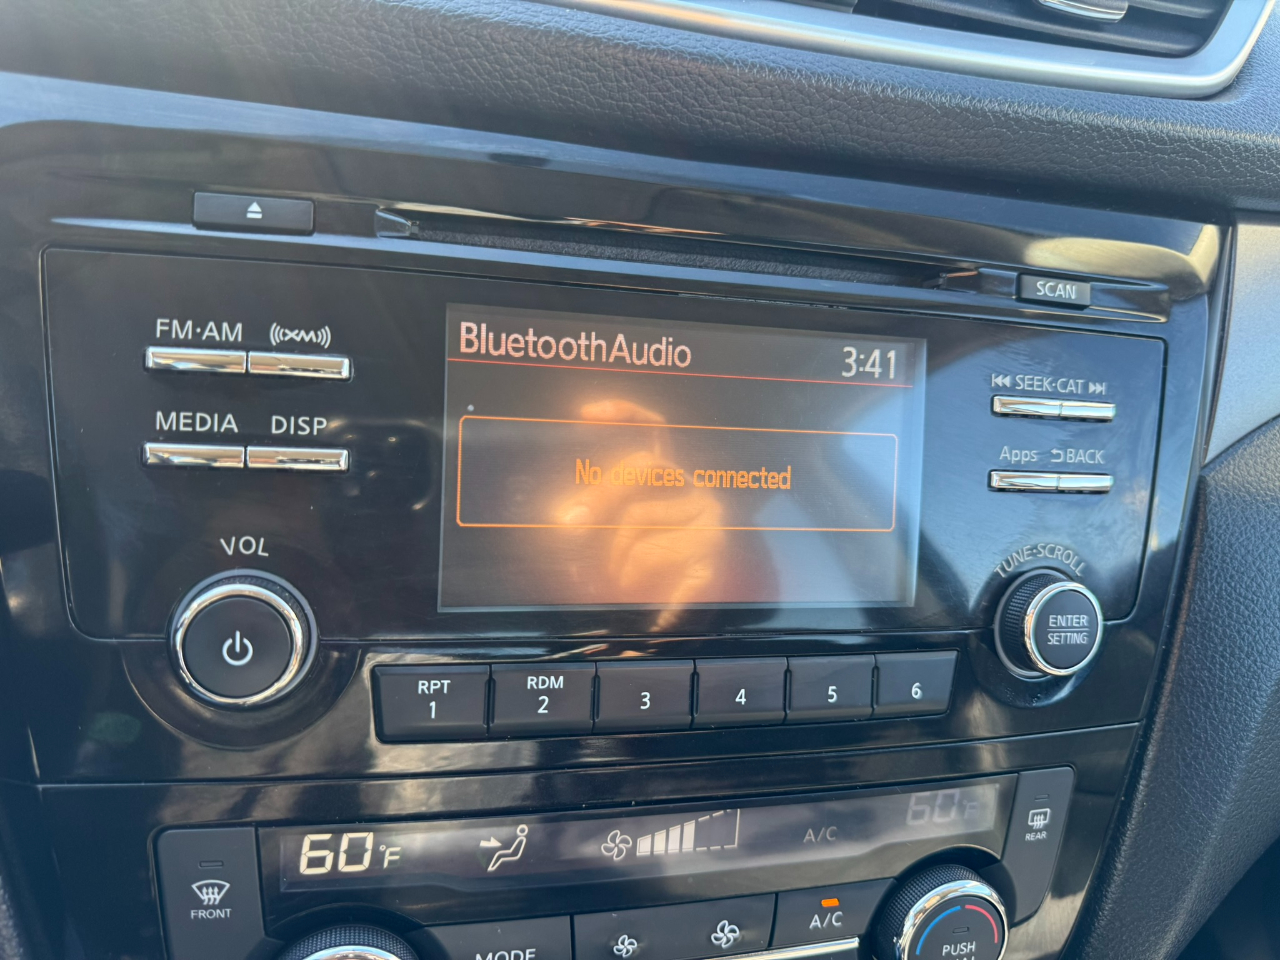 SCAN
FM·AM
XM
BluetoothAudio 3:41
SEEK·CAT
MEDIA DISP
Apps BACK
No devices connected
VOL
TUNE·SCROLL
ENTER
SETTING
RPT
1
RDM
2
3
4
5
6
60°F
A/C
60°F
REAR
FRONT
A/C
MODE
PUSH